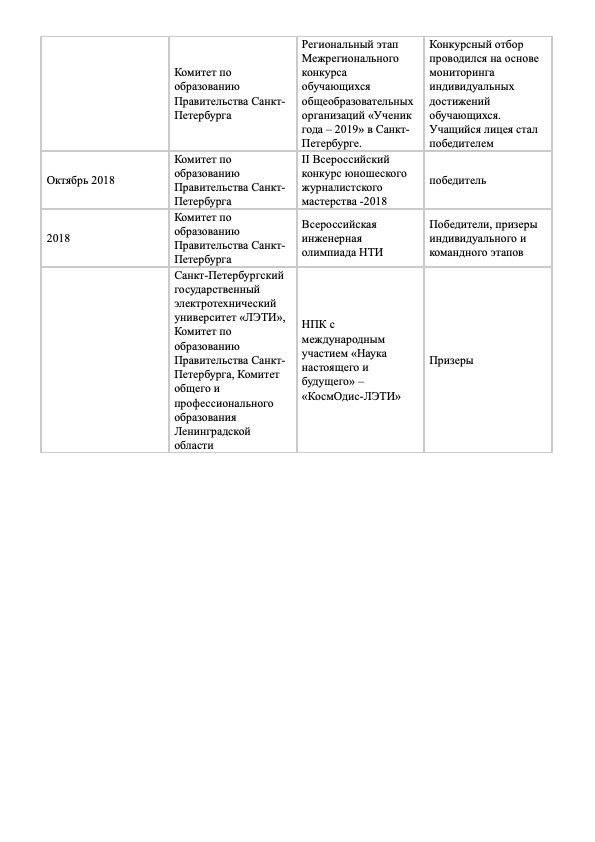 Комитет по
образованию
Правительства Санкт-
Петербурга
Региональный этап
Межрегионального
конкурса
обучающихся
общеобразовательных
организаций «Ученик
года – 2019» в Санкт-
Петербурге.
Конкурсный отбор
проводился на основе
мониторинга
индивидуальных
достижений
обучающихся.
Учащийся лицея стал
победителем
Октябрь 2018
Комитет по
образованию
Правительства Санкт-
Петербурга
II Всероссийский
конкурс юношеского
журналистского
мастерства -2018
победитель
2018
Комитет по
образованию
Правительства Санкт-
Петербурга
Всероссийская
инженерная
олимпиада НТИ
Победители, призеры
индивидуального и
командного этапов
Санкт-Петербургский
государственный
электротехнический
университет «ЛЭТИ»,
Комитет по
образованию
Правительства Санкт-
Петербурга, Комитет
общего и
профессионального
образования
Ленинградской
области
НПК с
международным
участием «Наука
настоящего и
будущего» –
«КосмОдис-ЛЭТИ»
Призеры